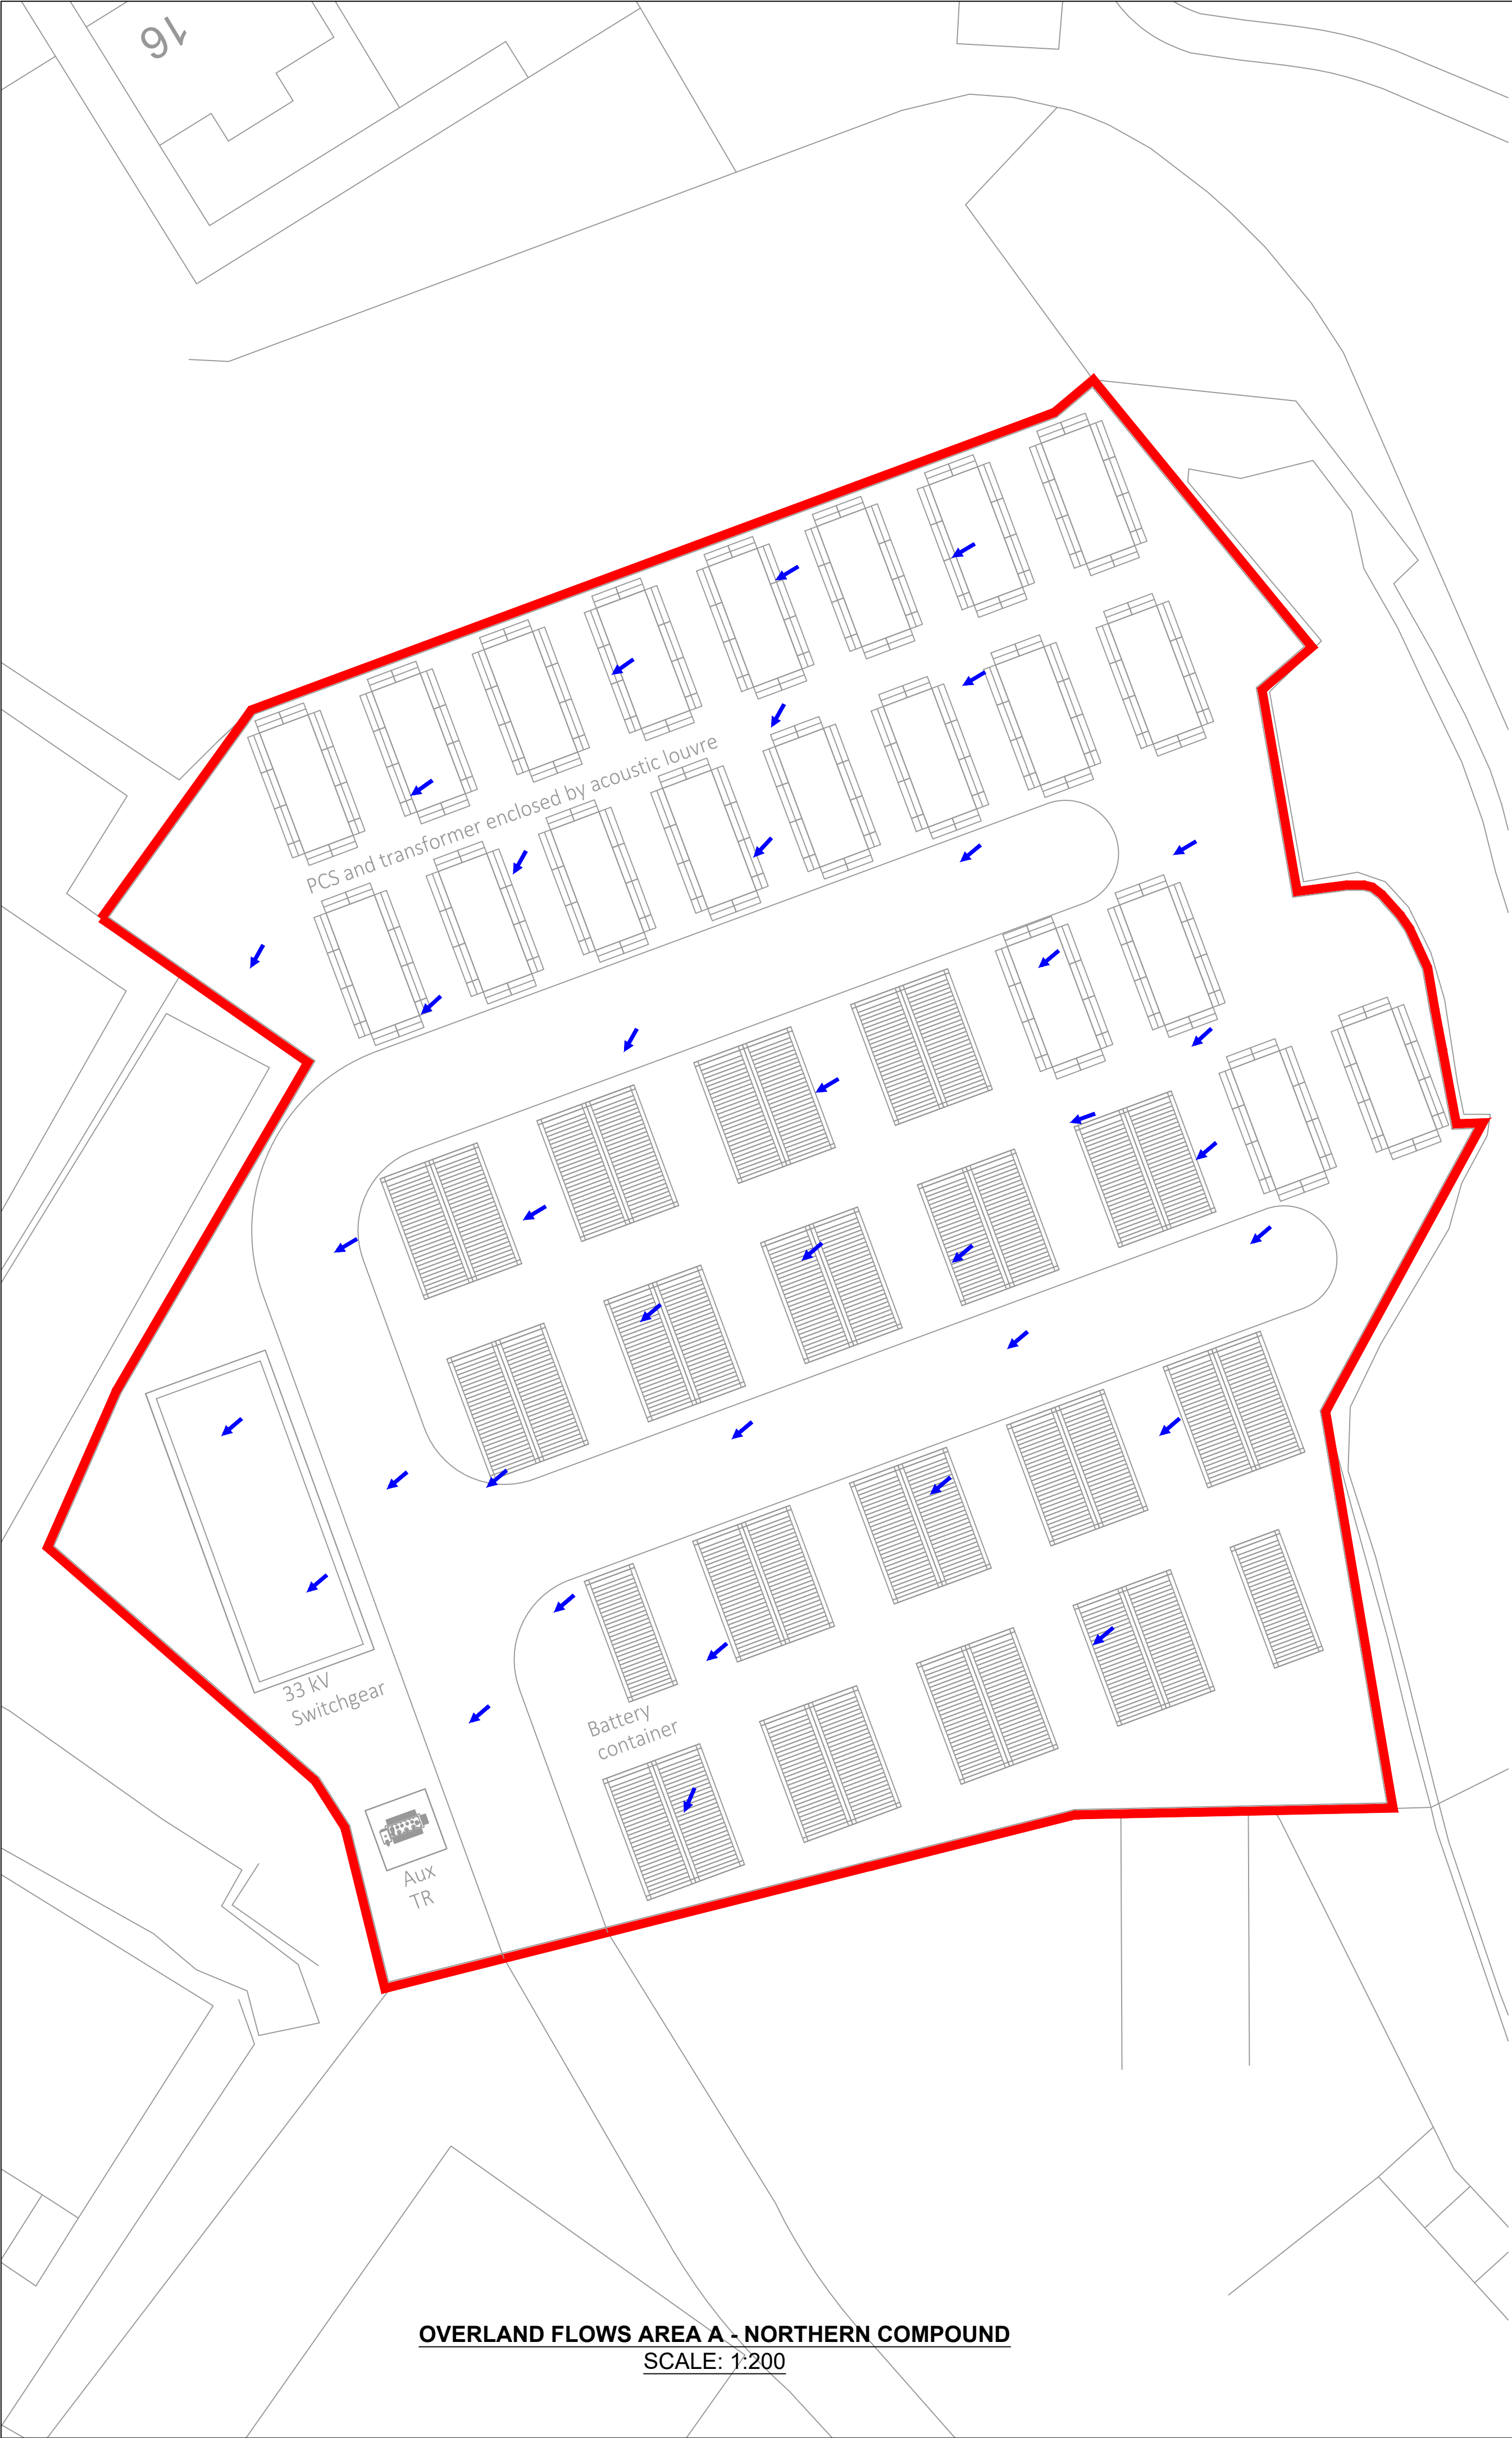 16
PCS and transformer enclosed by acoustic louvre
33 kV
Switchgear
Battery
container
Aux
TR
OVERLAND FLOWS AREA A - NORTHERN COMPOUND
SCALE: 1:200